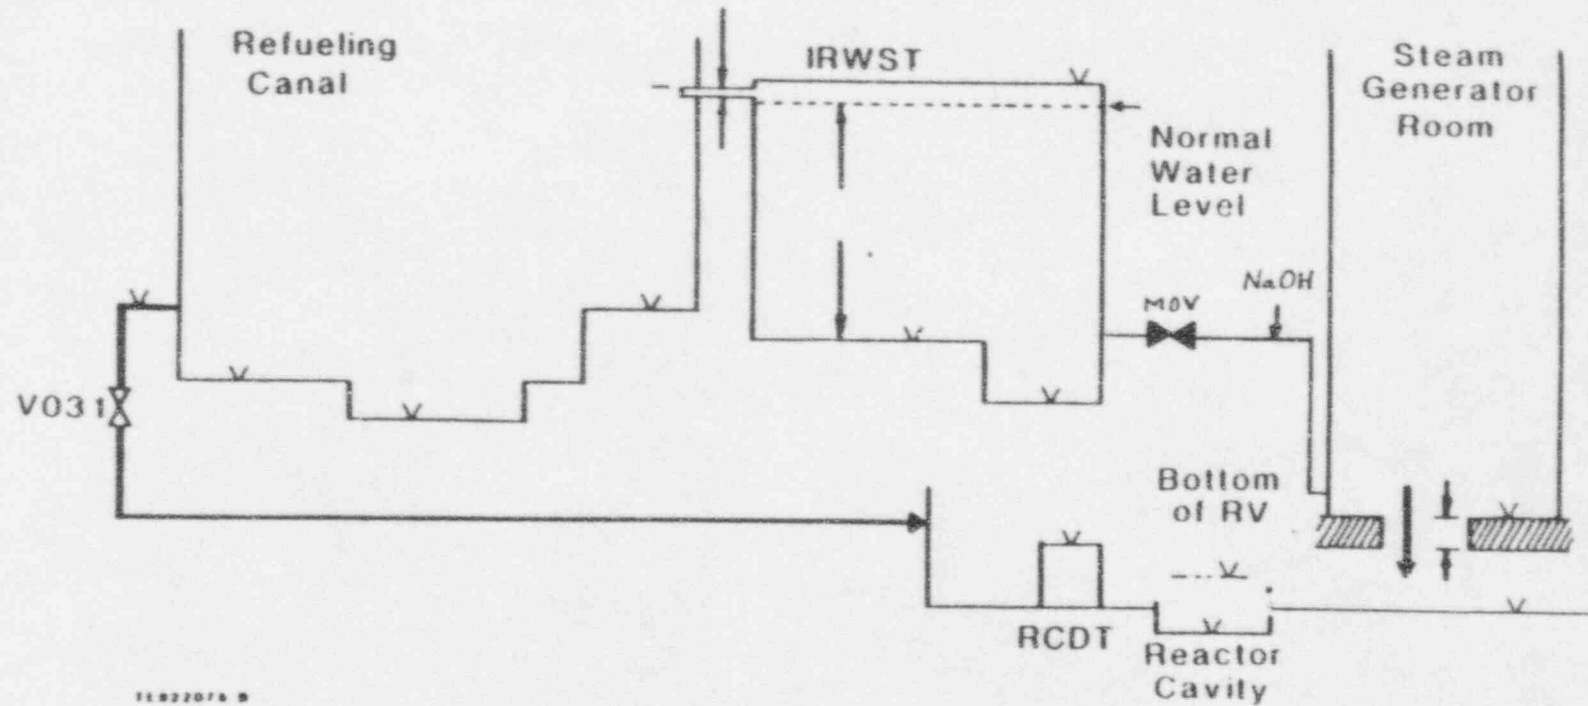 Refueling
Canal
IRWST
Steam
Generator
Room
Normal
Water
Level
NaOH
MOV
V031
Bottom
of RV
RCDT
Reactor
Cavity